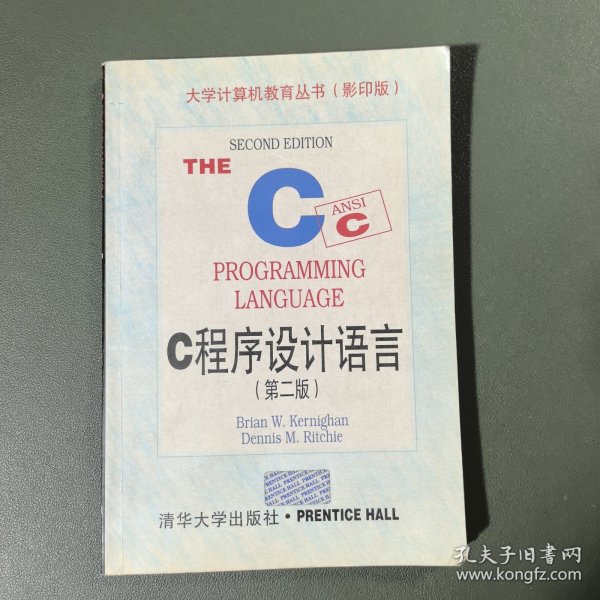 大学计算机教育丛书（影印版）
SECOND EDITION
THE
C
ANSI
C
PROGRAMMING
LANGUAGE
C程序设计语言
（第二版）
Brian W. Kernighan
Dennis M. Ritchie
PRENTICE HALL
清华大学出版社·PRENTICE HALL
孔夫子旧书网
www.kongfz.com